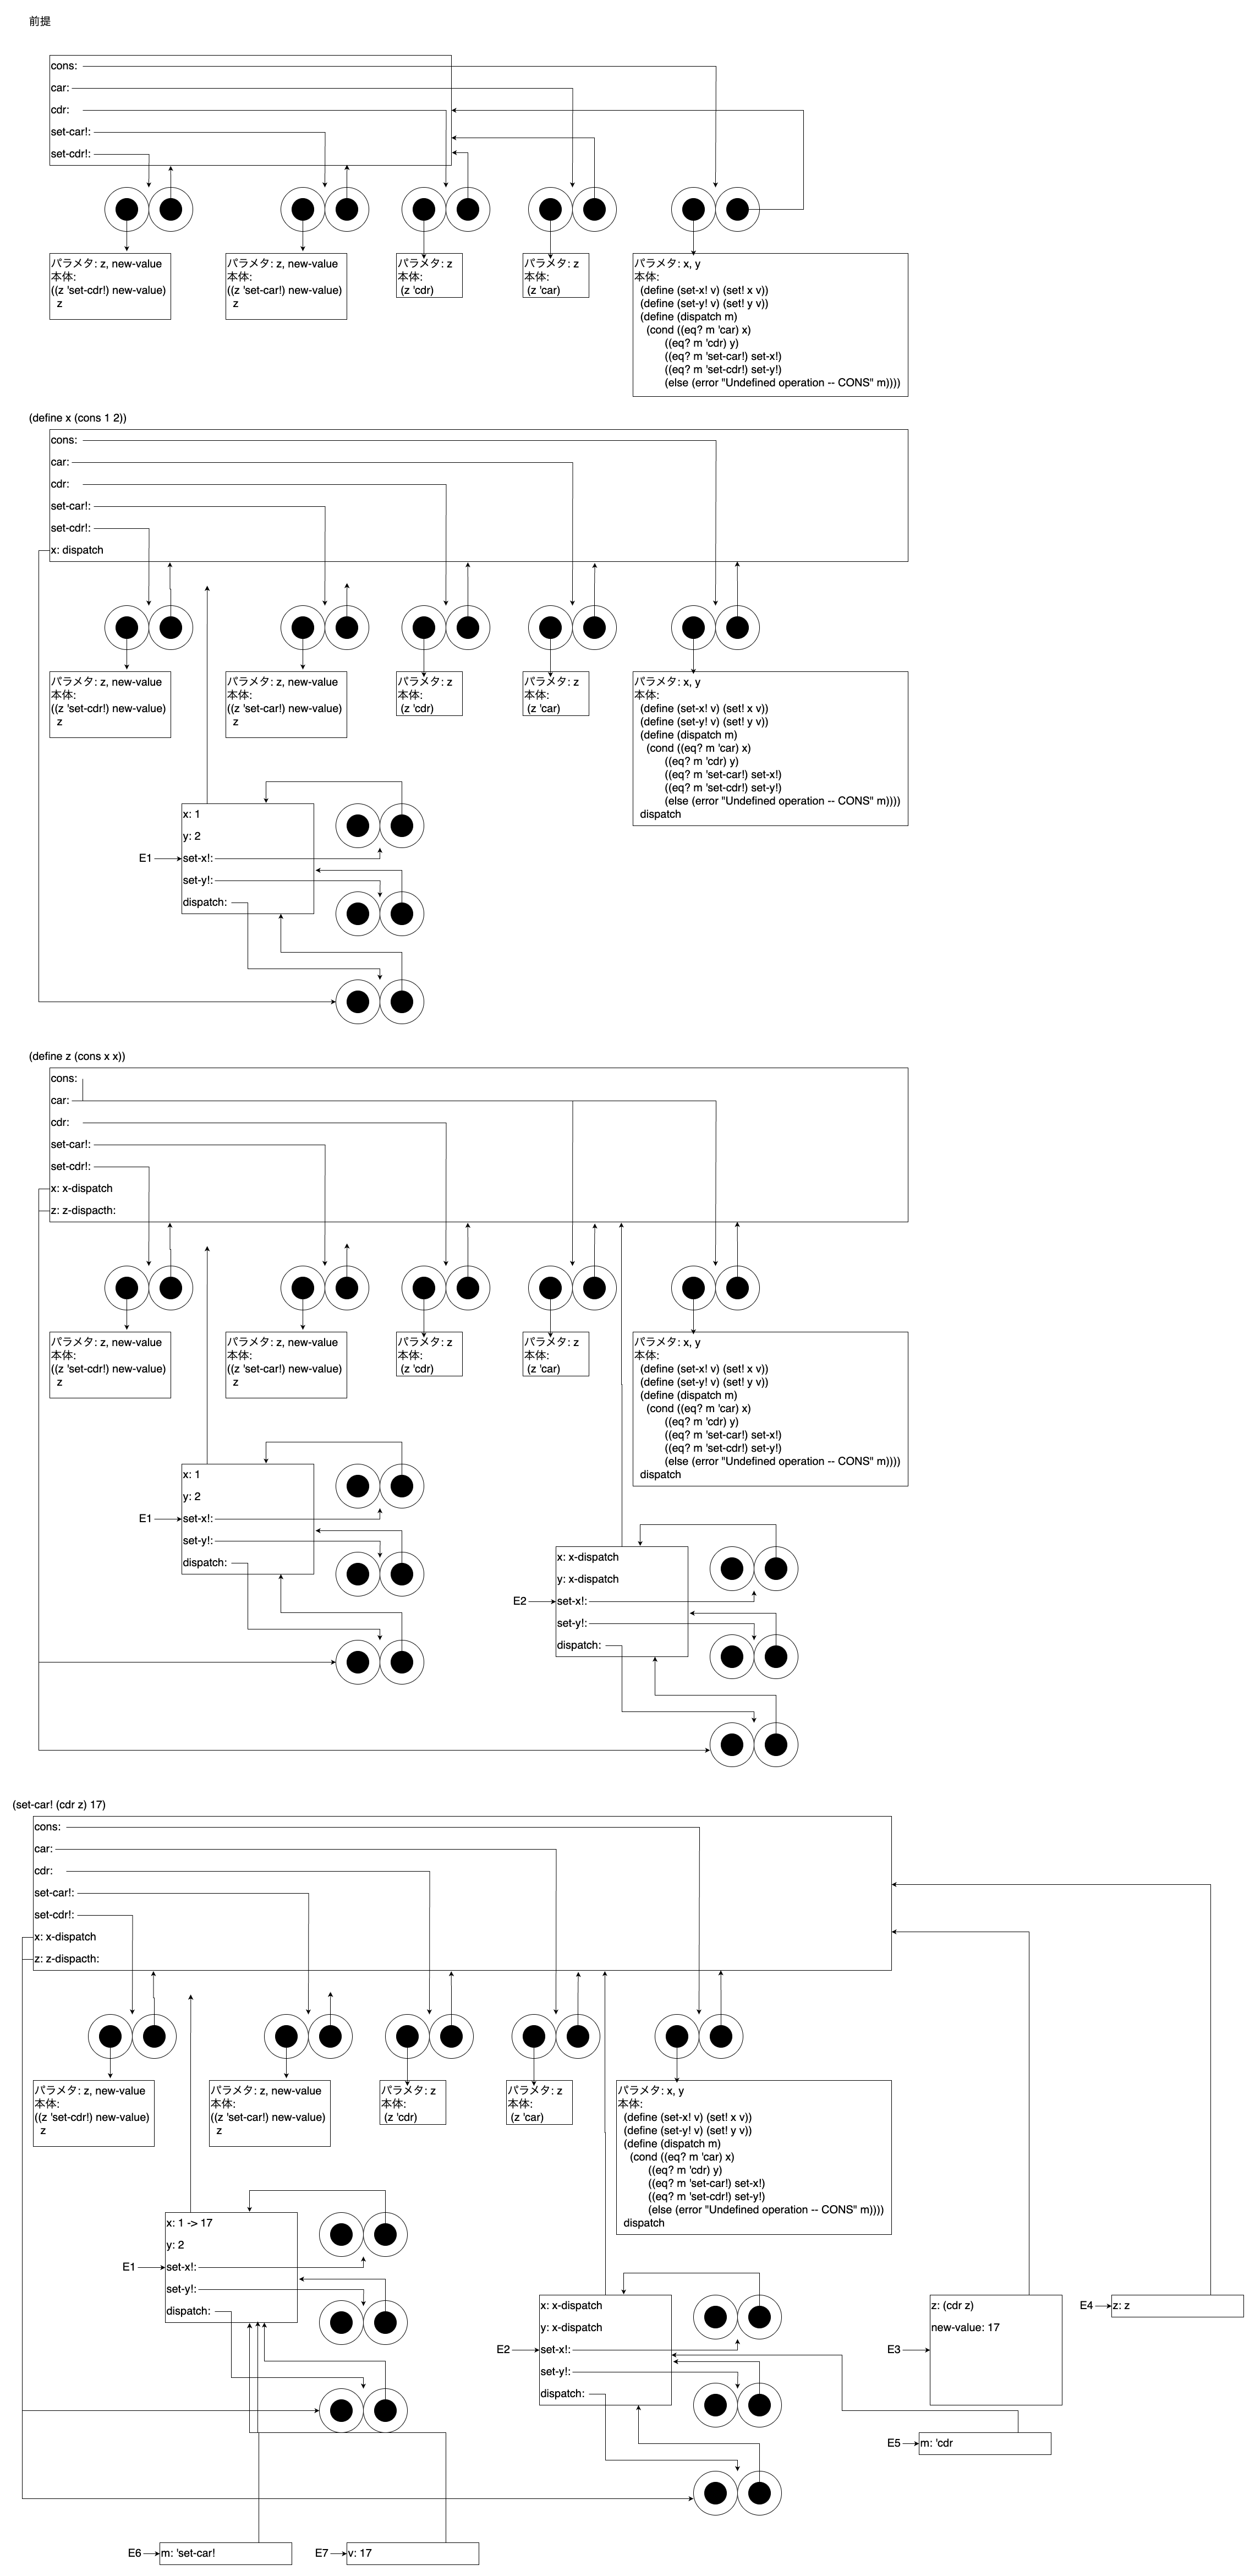 前提
cons:
car:
cdr:
set-car!:
set-cdr!:
パラメタ: z, new-value
本体:
((z 'set-cdr!) new-value)
z
パラメタ: z, new-value
本体:
((z 'set-car!) new-value)
z
パラメタ: z
本体:
(z 'cdr)
パラメタ: z
本体:
(z 'car)
パラメタ: x, y
本体:
(define (set-x! v) (set! x v))
(define (set-y! v) (set! y v))
(define (dispatch m)
(cond ((eq? m 'car) x)
((eq? m 'cdr) y)
((eq? m 'set-car!) set-x!)
((eq? m 'set-cdr!) set-y!)
(else (error "Undefined operation -- CONS" m))))
(define x (cons 1 2))
cons:
car:
cdr:
set-car!:
set-cdr!:
x: dispatch
パラメタ: z, new-value
本体:
((z 'set-cdr!) new-value)
z
パラメタ: z, new-value
本体:
((z 'set-car!) new-value)
z
パラメタ: z
本体:
(z 'cdr)
パラメタ: z
本体:
(z 'car)
パラメタ: x, y
本体:
(define (set-x! v) (set! x v))
(define (set-y! v) (set! y v))
(define (dispatch m)
(cond ((eq? m 'car) x)
((eq? m 'cdr) y)
((eq? m 'set-car!) set-x!)
((eq? m 'set-cdr!) set-y!)
(else (error "Undefined operation -- CONS" m))))
dispatch
x: 1
y: 2
E1
set-x!:
set-y!:
dispatch:
(define z (cons x x))
cons:
car:
cdr:
set-car!:
set-cdr!:
x: x-dispatch
z: z-dispacth:
パラメタ: z, new-value
本体:
((z 'set-cdr!) new-value)
z
パラメタ: z, new-value
本体:
((z 'set-car!) new-value)
z
パラメタ: z
本体:
(z 'cdr)
パラメタ: z
本体:
(z 'car)
パラメタ: x, y
本体:
(define (set-x! v) (set! x v))
(define (set-y! v) (set! y v))
(define (dispatch m)
(cond ((eq? m 'car) x)
((eq? m 'cdr) y)
((eq? m 'set-car!) set-x!)
((eq? m 'set-cdr!) set-y!)
(else (error "Undefined operation -- CONS" m))))
dispatch
x: 1
y: 2
E1
set-x!:
set-y!:
dispatch:
x: x-dispatch
y: x-dispatch
E2
set-x!:
set-y!:
dispatch:
(set-car! (cdr z) 17)
cons:
car:
cdr:
set-car!:
set-cdr!:
x: x-dispatch
z: z-dispacth:
パラメタ: z, new-value
本体:
((z 'set-cdr!) new-value)
z
パラメタ: z, new-value
本体:
((z 'set-car!) new-value)
z
パラメタ: z
本体:
(z 'cdr)
パラメタ: z
本体:
(z 'car)
パラメタ: x, y
本体:
(define (set-x! v) (set! x v))
(define (set-y! v) (set! y v))
(define (dispatch m)
(cond ((eq? m 'car) x)
((eq? m 'cdr) y)
((eq? m 'set-car!) set-x!)
((eq? m 'set-cdr!) set-y!)
(else (error "Undefined operation -- CONS" m))))
dispatch
x: 1 -> 17
y: 2
E1
set-x!:
set-y!:
dispatch:
x: x-dispatch
y: x-dispatch
E2
set-x!:
set-y!:
dispatch:
z: (cdr z)
new-value: 17
E3
E4
z: z
E5
m: 'cdr
E6
m: 'set-car!
E7
v: 17